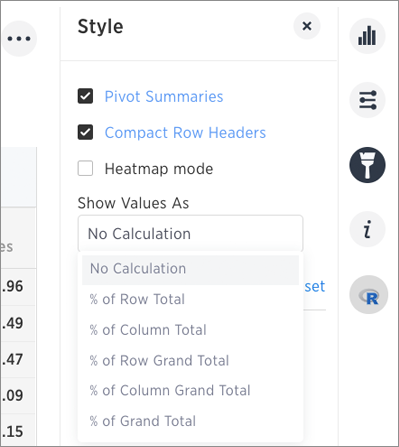 Style
Pivot Summaries
Compact Row Headers
Heatmap mode
Show Values As
No Calculation
es
No Calculation
.96
set
% of Row Total
R
.49
% of Column Total
.47
% of Row Grand Total
.09
% of Column Grand Total
.15
% of Grand Total